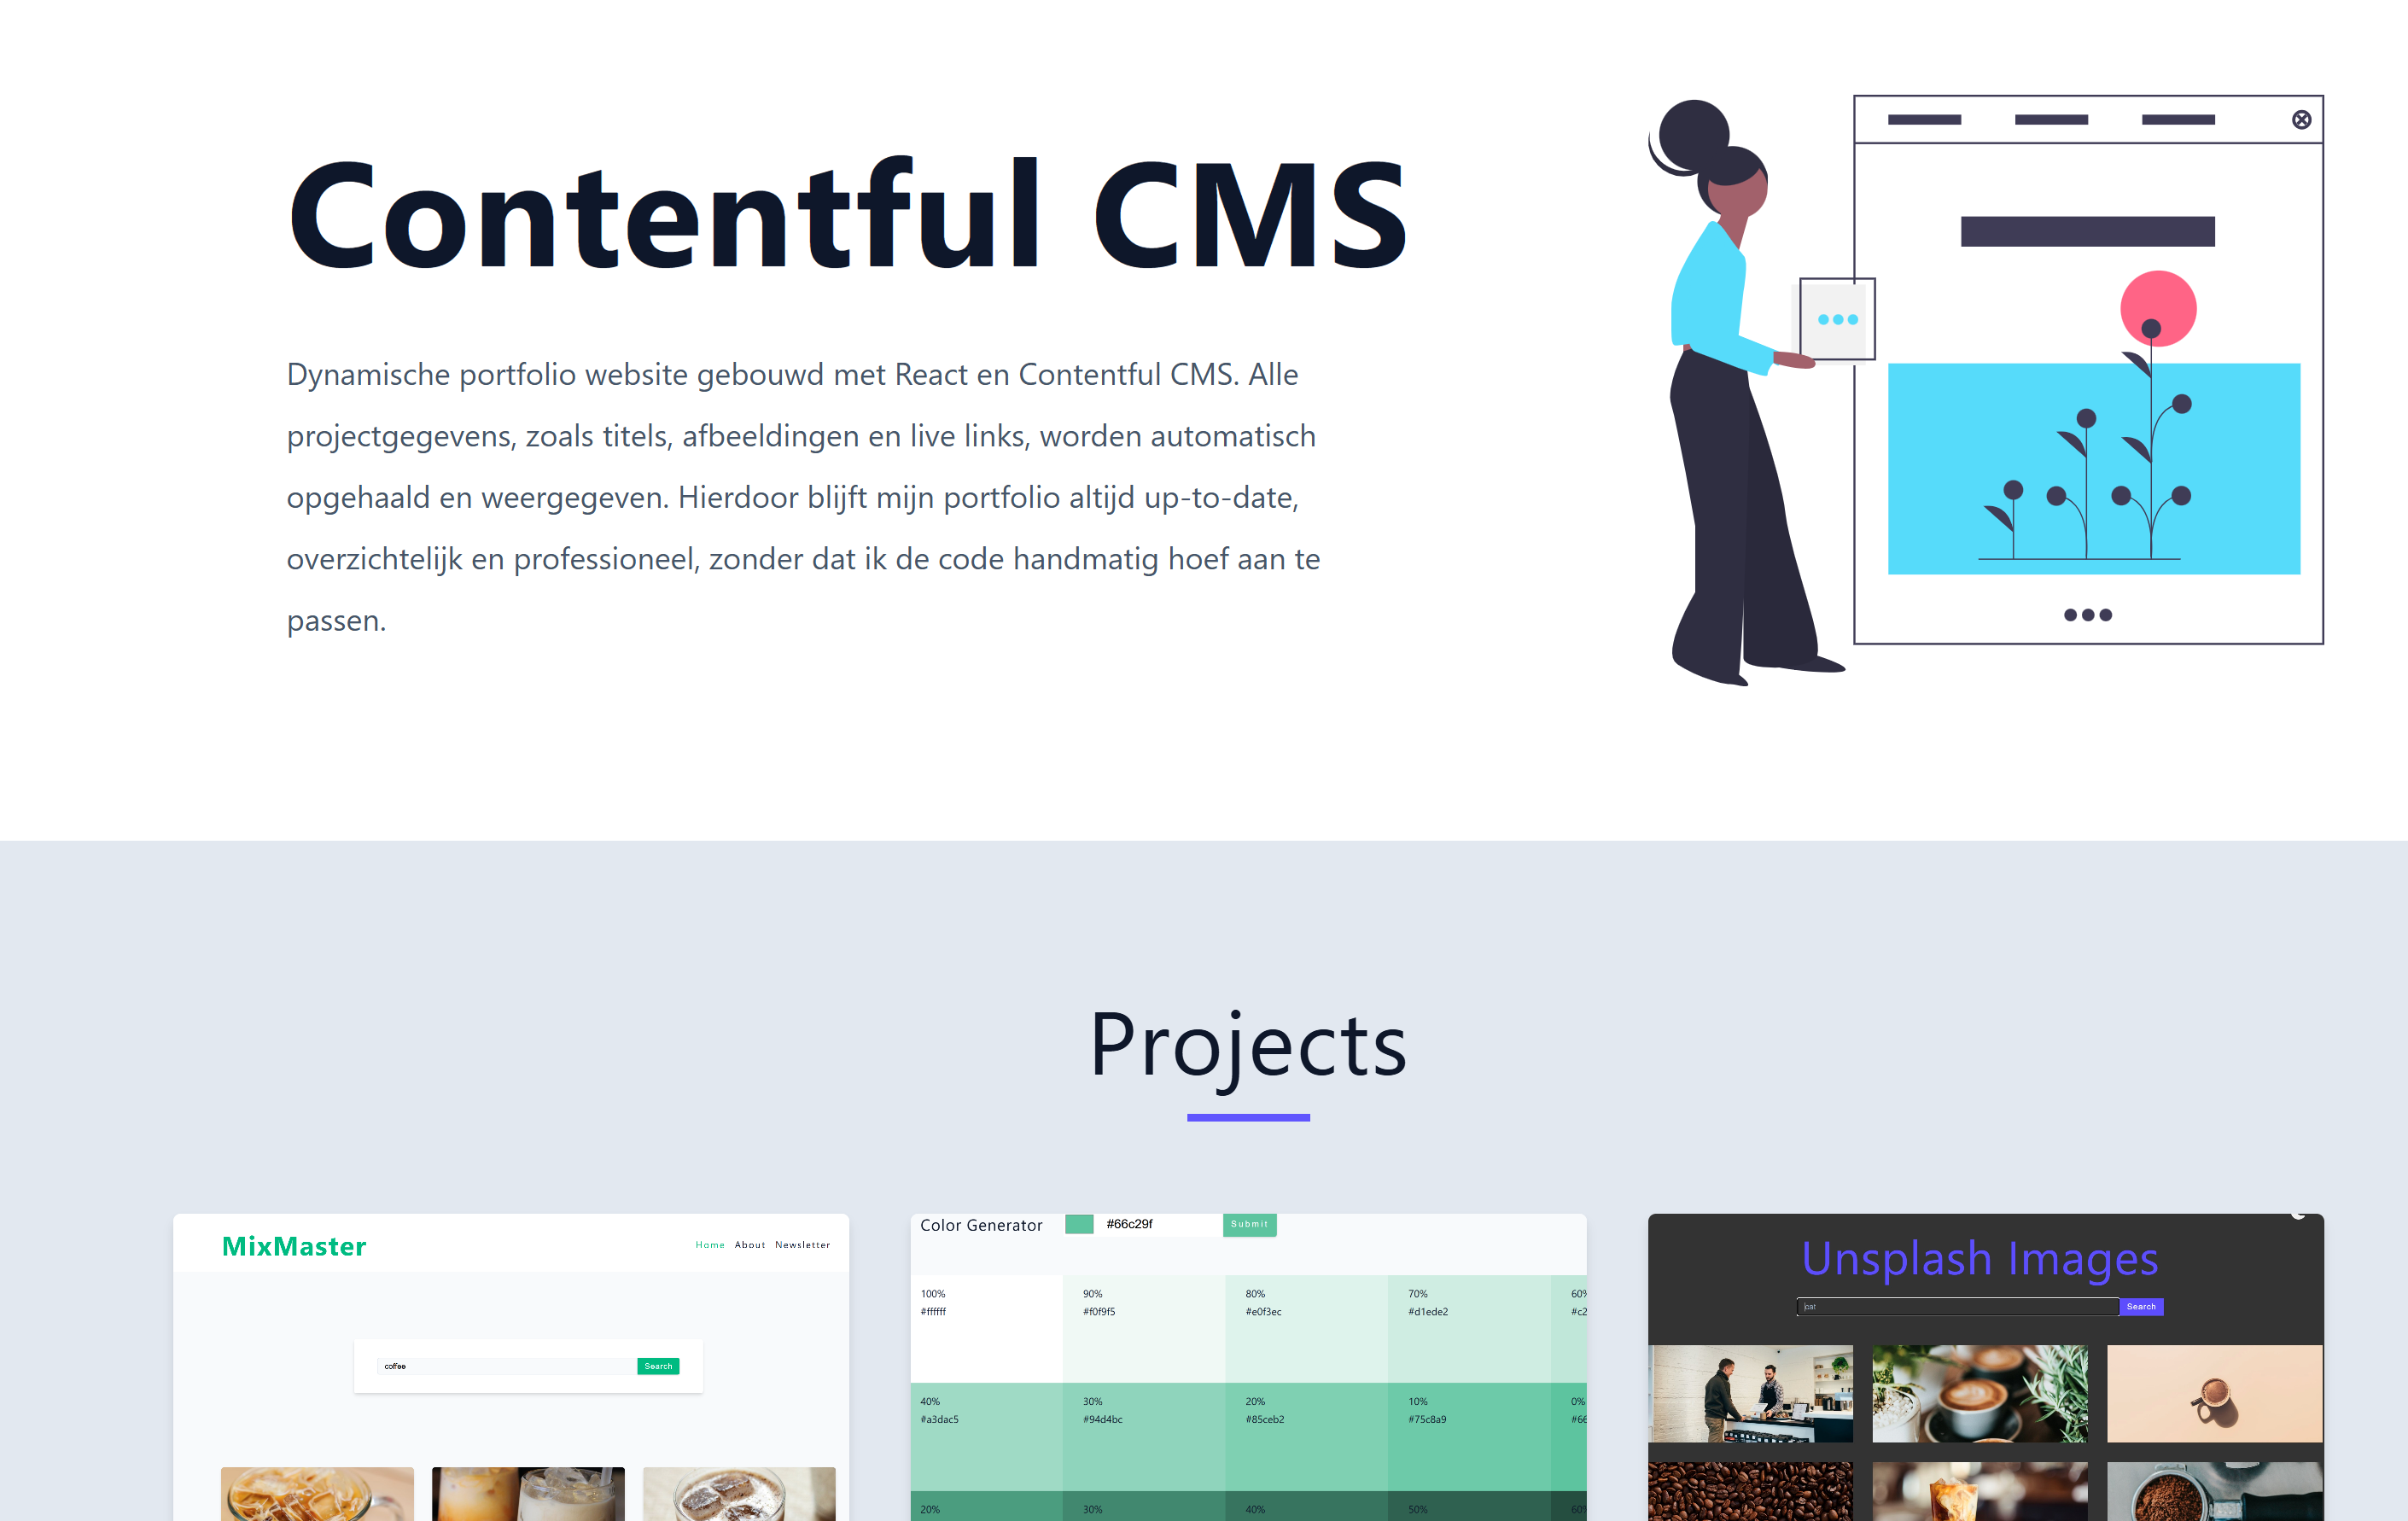 Contentful CMS
Dynamische portfolio website gebouwd met React en Contentful CMS. Alle
projectgegevens, zoals titels, afbeeldingen en live links, worden automatisch
opgehaald en weergegeven. Hierdoor blijft mijn portfolio altijd up-to-date,
overzichtelijk en professioneel, zonder dat ik de code handmatig hoef aan te
passen.
Projects
MixMaster
Home About Newsletter
coffee
Search
Color Generator
#66c29f
Submit
100% 90% 80% 70%
#ffffff #f0f9f5 #e0f3ec #d1ede2
40% 30% 20% 10% 0%
#a3dac5 #94d4bc #85ceb2 #75c8a9
20% 30% 40% 50%
Unsplash Images
cat
Search